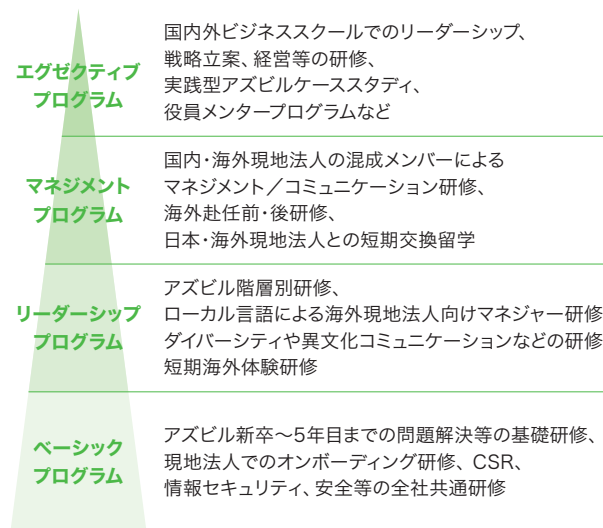 エグゼクティブ
プログラム
国内外ビジネススクールでのリーダーシップ、
戦略立案、経営等の研修、
実践型アズビルケーススタディ、
役員メンタープログラムなど
マネジメント
プログラム
国内・海外現地法人の混成メンバーによる
マネジメント／コミュニケーション研修、
海外赴任前・後研修、
日本・海外現地法人との短期交換留学
リーダーシップ
プログラム
アズビル階層別研修、
ローカル言語による海外現地法人向けマネジャー研修
ダイバーシティや異文化コミュニケーションなどの研修
短期海外体験研修
ベーシック
プログラム
アズビル新卒～5年目までの問題解決等の基礎研修、
現地法人でのオンボーディング研修、CSR、
情報セキュリティ、安全等の全社共通研修